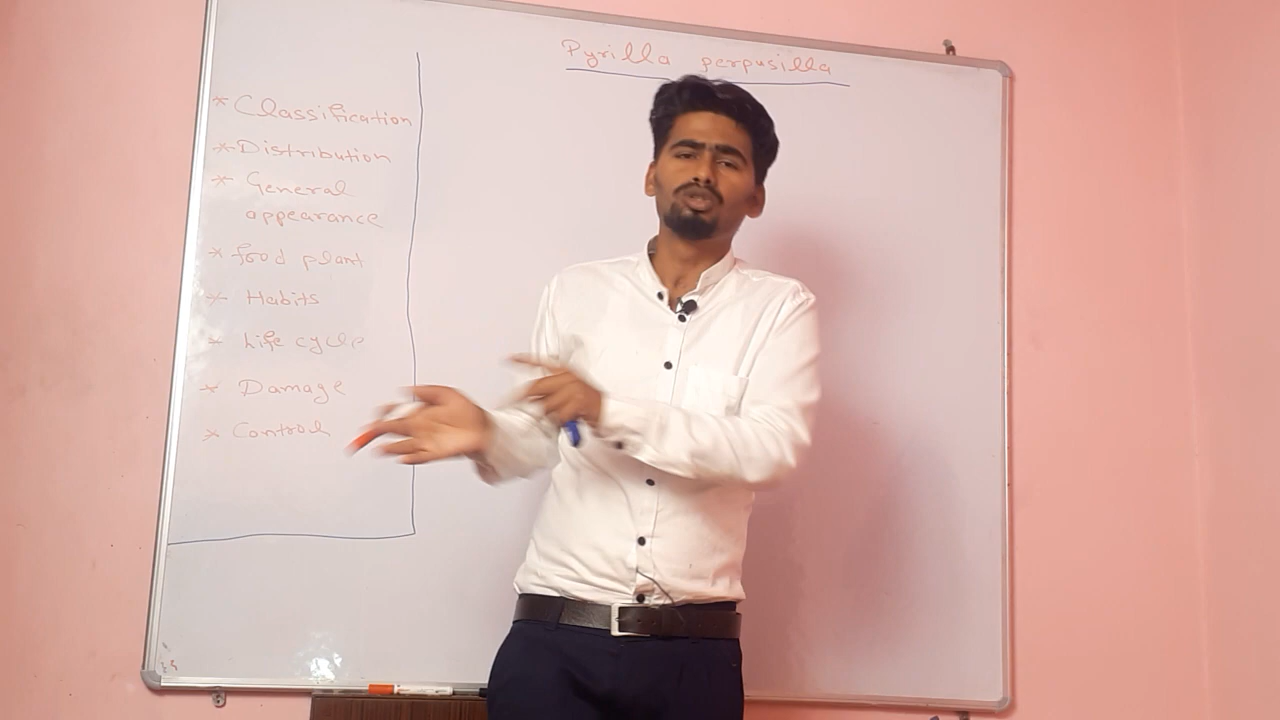 Pyrilla perpusilla
* Classification
* Distribution
* General
appearance
* food plant
* Habits
* Life cycle
* Damage
* Control